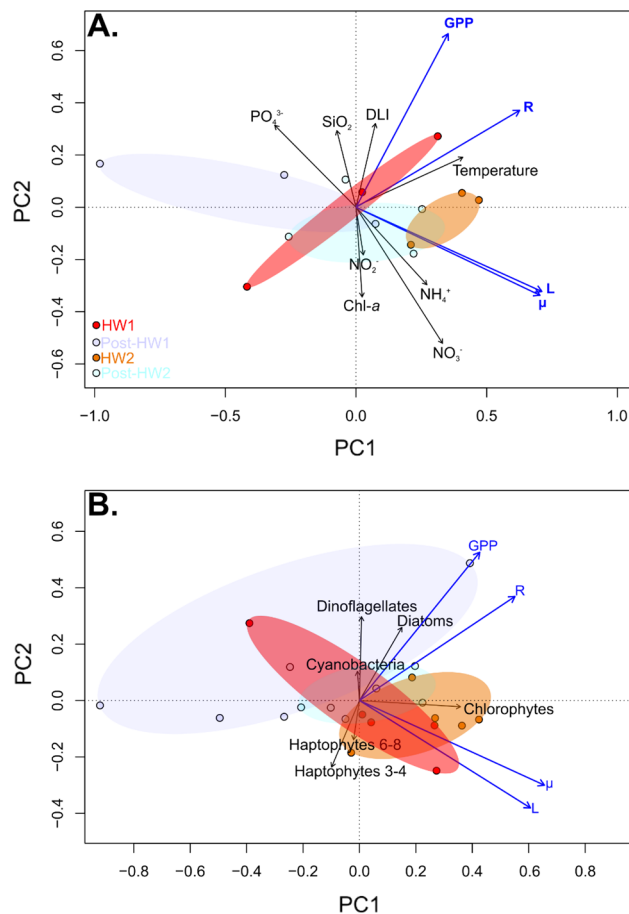 A.
GPP
R
PO₄³⁻
SiO₂
DLI
Temperature
NO₂⁻
Chl-a
NH₄⁺
NO₃⁻
L
μ
HW1
Post-HW1
HW2
Post-HW2
0.6
0.4
0.2
0.0
−0.2
−0.4
−0.6
PC2
−1.0
−0.5
0.0
0.5
1.0
PC1
B.
GPP
R
Dinoflagellates
Diatoms
Cyanobacteria
Chlorophytes
Haptophytes 6-8
Haptophytes 3-4
μ
L
0.6
0.4
0.2
0.0
−0.2
−0.4
PC2
−0.8
−0.6
−0.4
−0.2
0.0
0.2
0.4
0.6
0.8
PC1